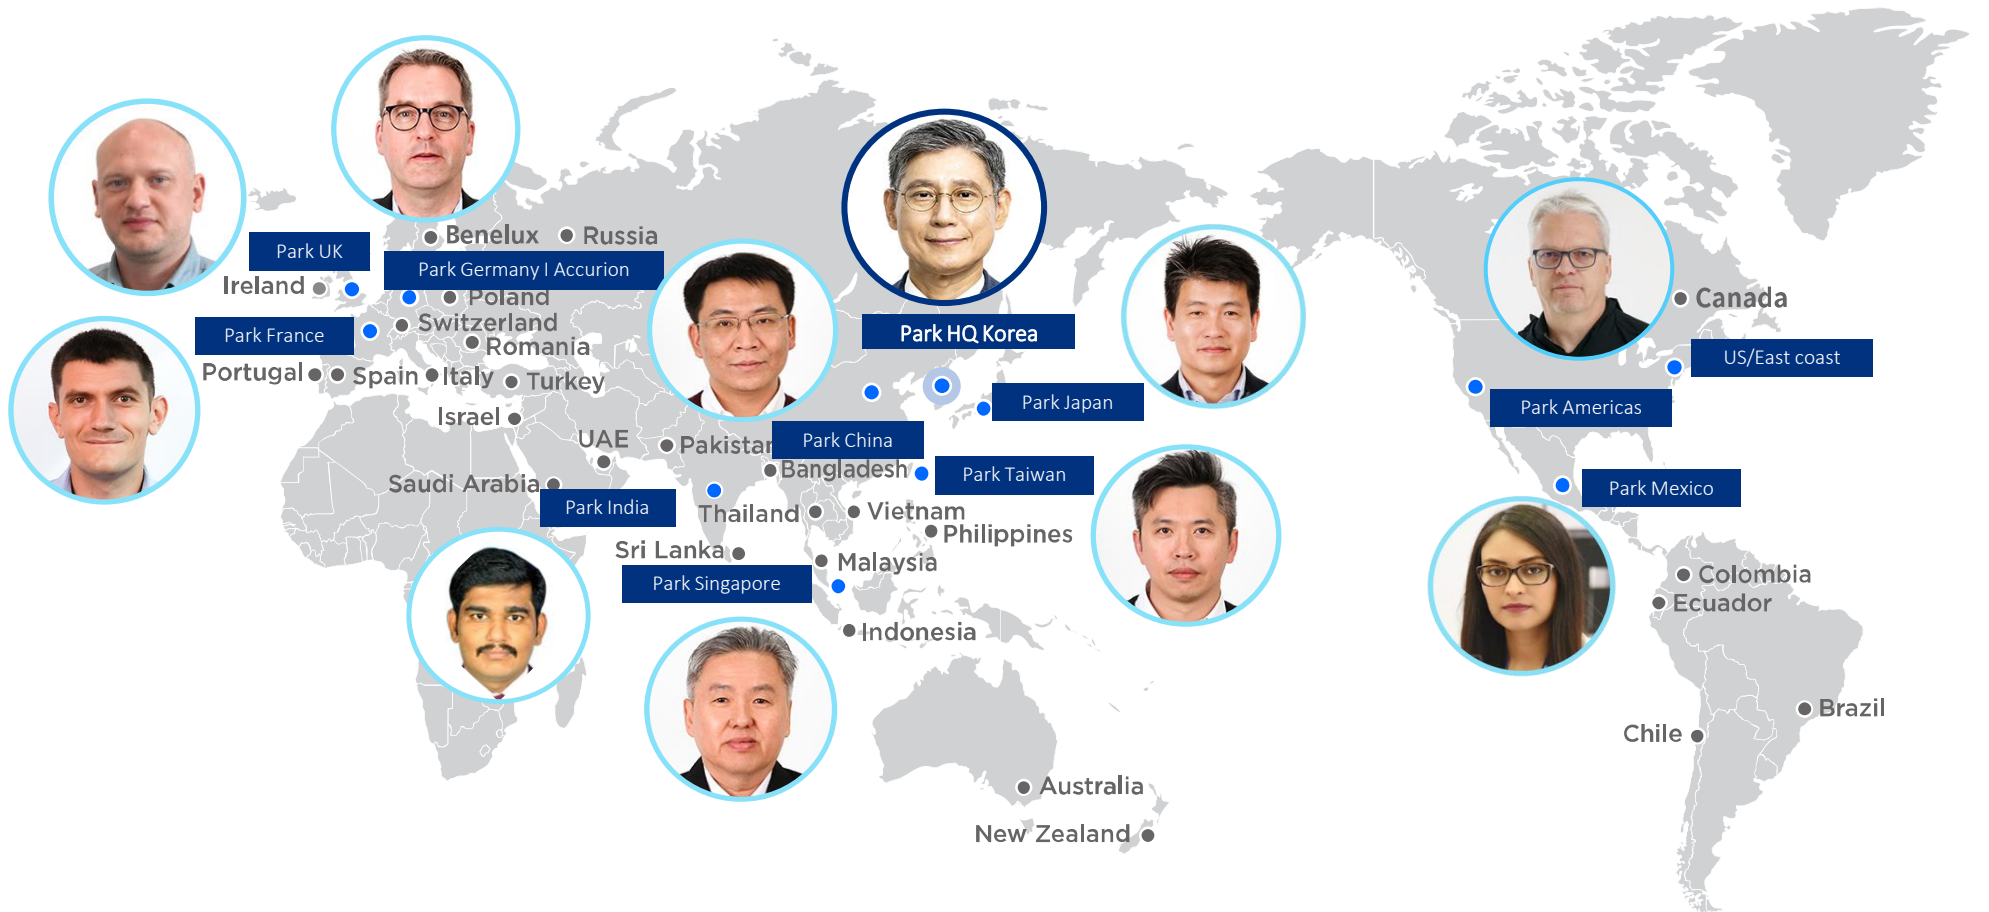 Benelux
Russia
Park UK
Park Germany I Accurion
Ireland
Poland
Park France
Switzerland
Romania
Portugal
Spain
Italy
Turkey
Israel
UAE
Pakistan
Saudi Arabia
Park India
Park HQ Korea
Park Japan
Park China
Bangladesh
Park Taiwan
Thailand
Vietnam
Philippines
Sri Lanka
Malaysia
Park Singapore
Indonesia
Australia
New Zealand
Canada
US/East coast
Park Americas
Park Mexico
Colombia
Ecuador
Brazil
Chile